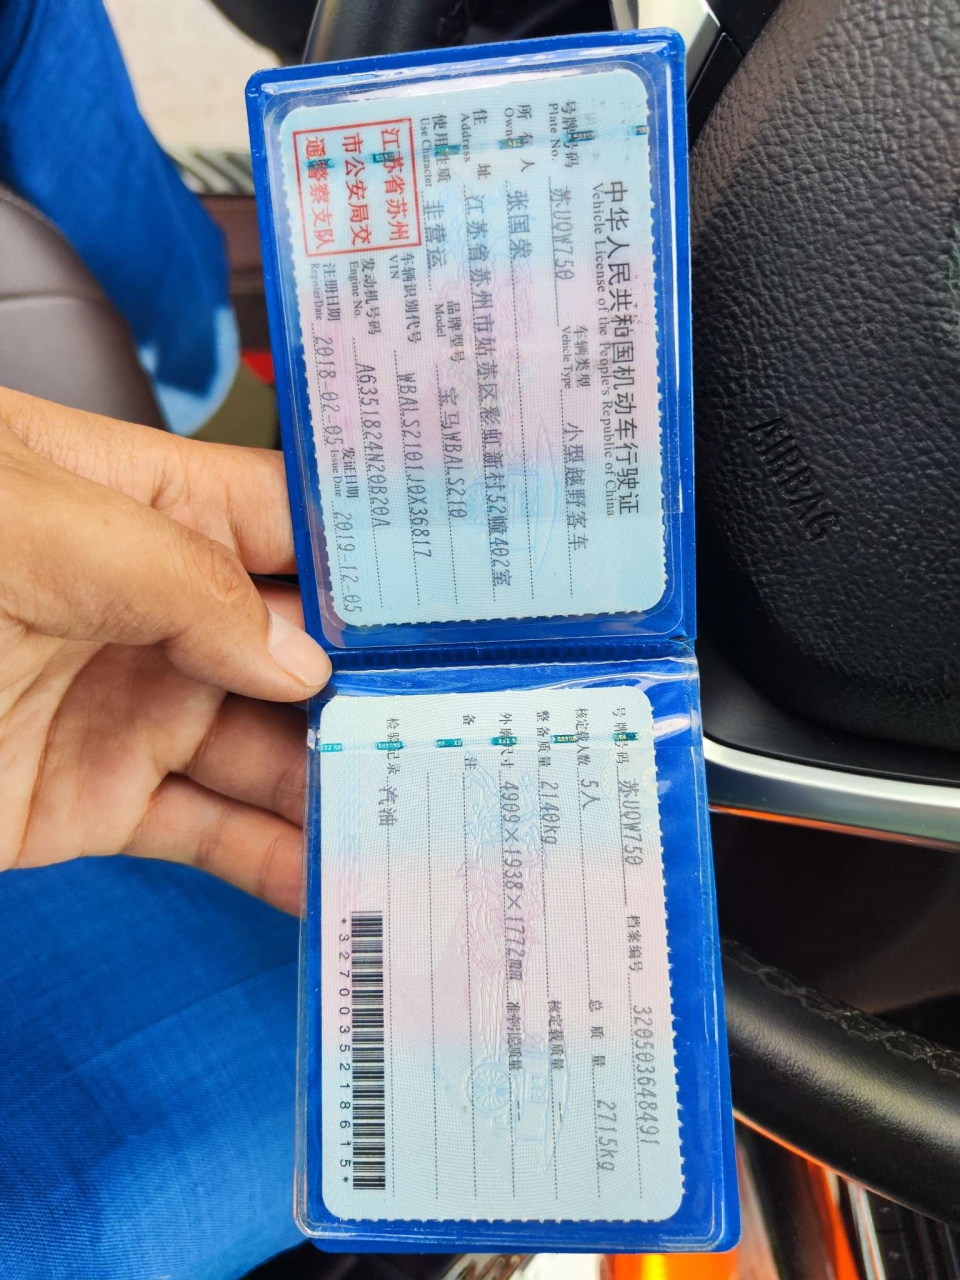 中华人民共和国机动车行驶证
Vehicle License of the People's Republic of China
号牌号码 苏UQW750 车辆类型 小型越野客车
Plate No. Vehicle Type
所有人 张国荣
Owner
住址 江苏省苏州市姑苏区彩虹新村52幢402室
Address
使用性质 非营运 品牌型号 宝马WBALS210
Use Character Model
江苏省苏州
市公安局交
通警察支队
车辆识别代号 WBALS2101J0X36817
VIN
发动机号码 A6351824N20B20A
Engine No.
注册日期 2018-02-05 发证日期 2019-12-05
Register Date Issue Date
号牌号码 苏UQW750 档案编号 320503648491
核定载人数 5人 总质量 2715kg
整备质量 2140kg 核定载质量 --
外廓尺寸 4909×1938×1772mm 准牵引总质量 --
备注
检验记录 汽油
*3270035218615*
AIRBAG